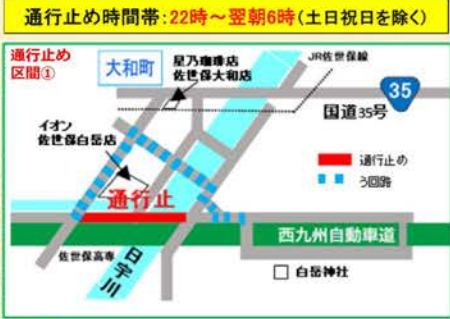 通行止め時間帯：22時～翌朝6時(土日祝日を除く)
通行止め
区間①
大和町
星乃珈琲店
佐世保大和店
JR佐世保線
35
国道35号
イオン
佐世保白岳店
通行止め
う回路
通行止
西九州自動車道
佐世保高専
日宇川
白岳神社